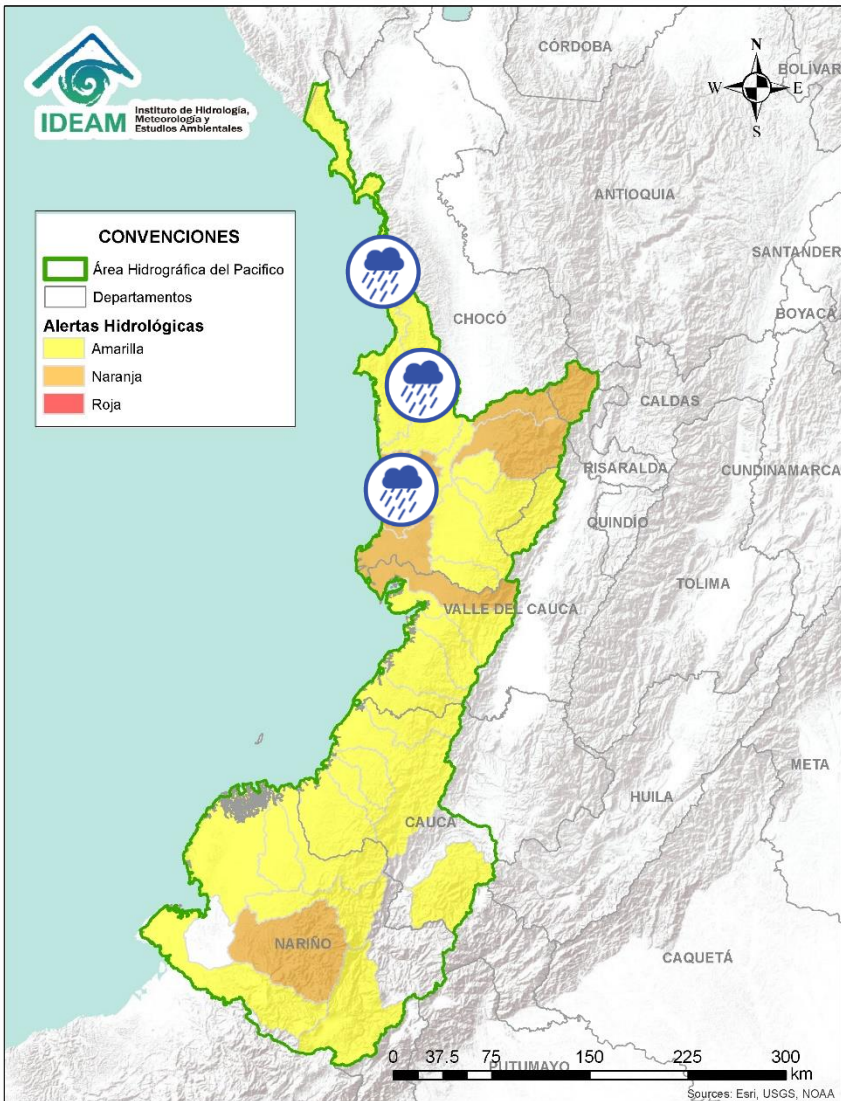 IDEAM
Instituto de Hidrología,
Meteorología y
Estudios Ambientales
CÓRDOBA
N
BOLÍVAR
W
E
S
ANTIOQUIA
CONVENCIONES
Área Hidrográfica del Pacifico
Departamentos
Alertas Hidrológicas
Amarilla
Naranja
Roja
SANTANDER
BOYACÁ
CHOCÓ
CALDAS
RISARALDA
CUNDINAMARCA
QUINDÍO
TOLIMA
VALLE DEL CAUCA
META
HUILA
CAUCA
NARIÑO
CAQUETÁ
0 37.5 75 150 225 300
km
PUTUMAYO
Sources: Esri, USGS, NOAA